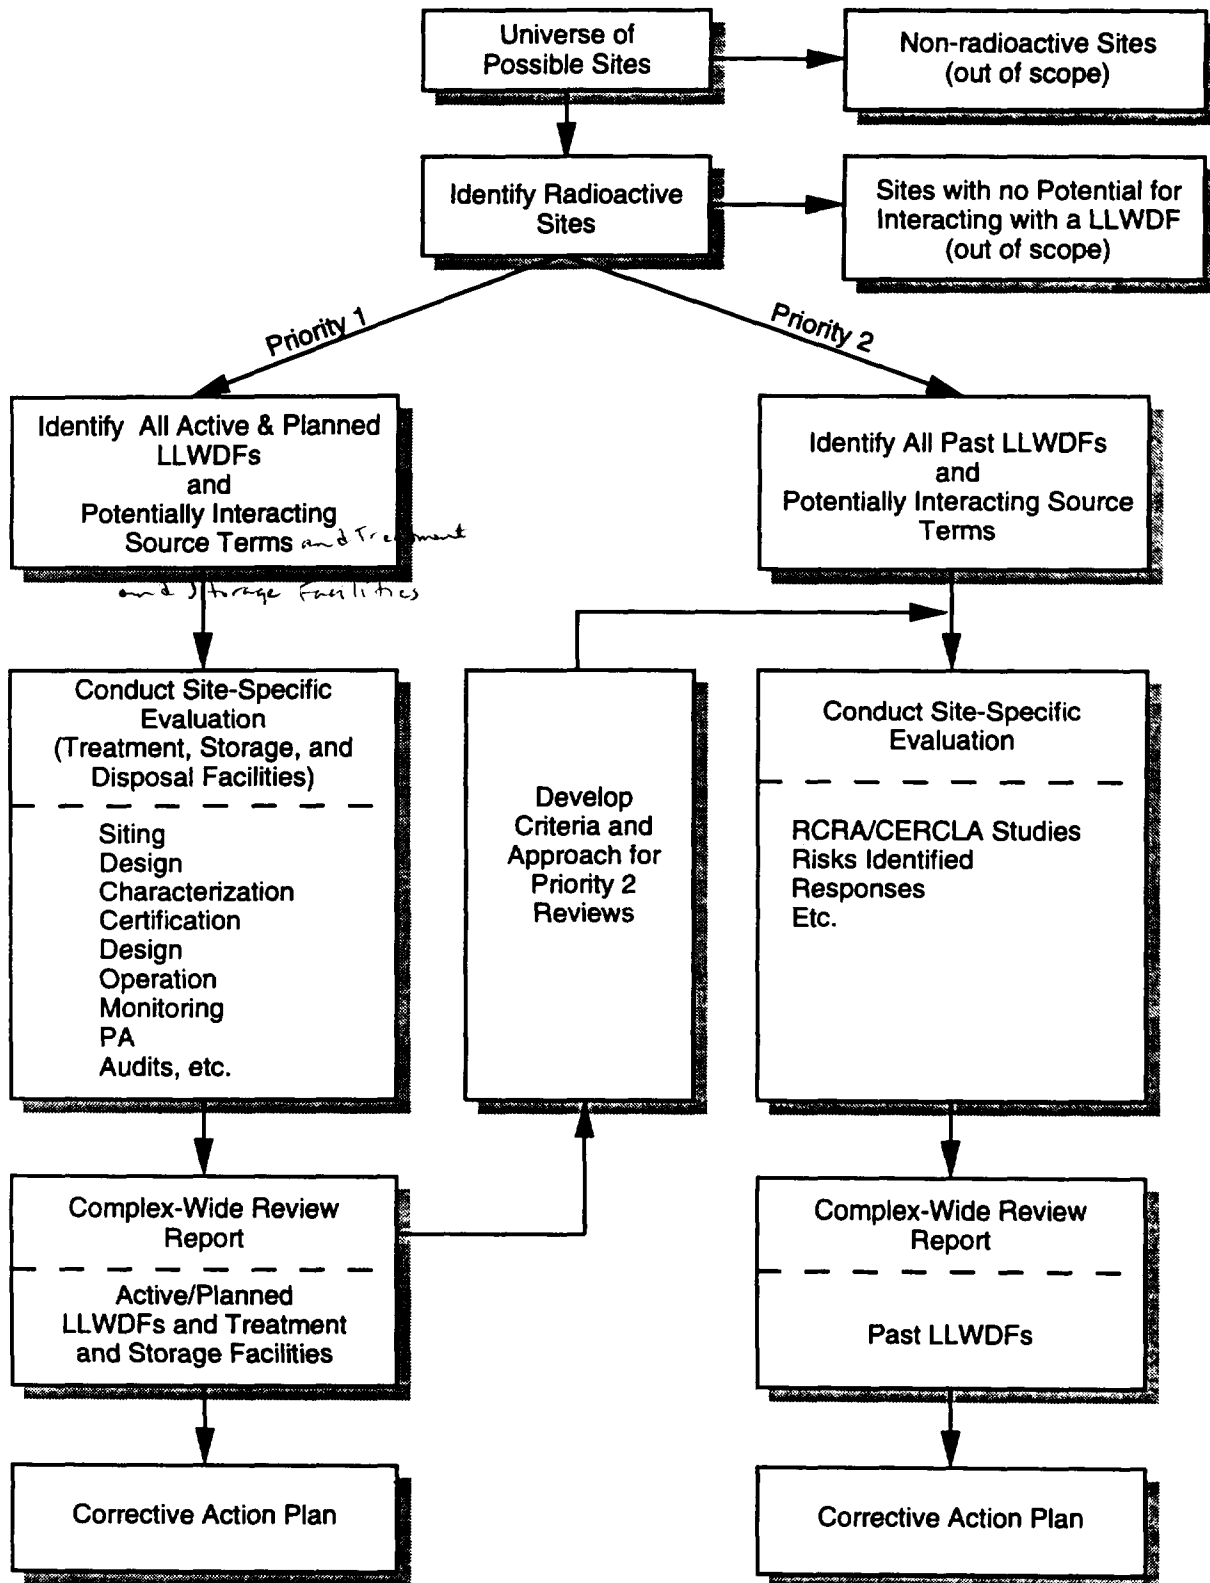 Universe of
Possible Sites
Non-radioactive Sites
(out of scope)
Identify Radioactive
Sites
Sites with no Potential for
Interacting with a LLWDF
(out of scope)
Priority 1
Priority 2
Identify All Active & Planned
LLWDFs
and
Potentially Interacting
Source Terms and Treatment
and Storage Facilities
Identify All Past LLWDFs
and
Potentially Interacting Source
Terms
Conduct Site-Specific
Evaluation
(Treatment, Storage, and
Disposal Facilities)
Siting
Design
Characterization
Certification
Design
Operation
Monitoring
PA
Audits, etc.
Develop
Criteria and
Approach for
Priority 2
Reviews
Conduct Site-Specific
Evaluation
RCRA/CERCLA Studies
Risks Identified
Responses
Etc.
Complex-Wide Review
Report
Active/Planned
LLWDFs and Treatment
and Storage Facilities
Complex-Wide Review
Report
Past LLWDFs
Corrective Action Plan
Corrective Action Plan